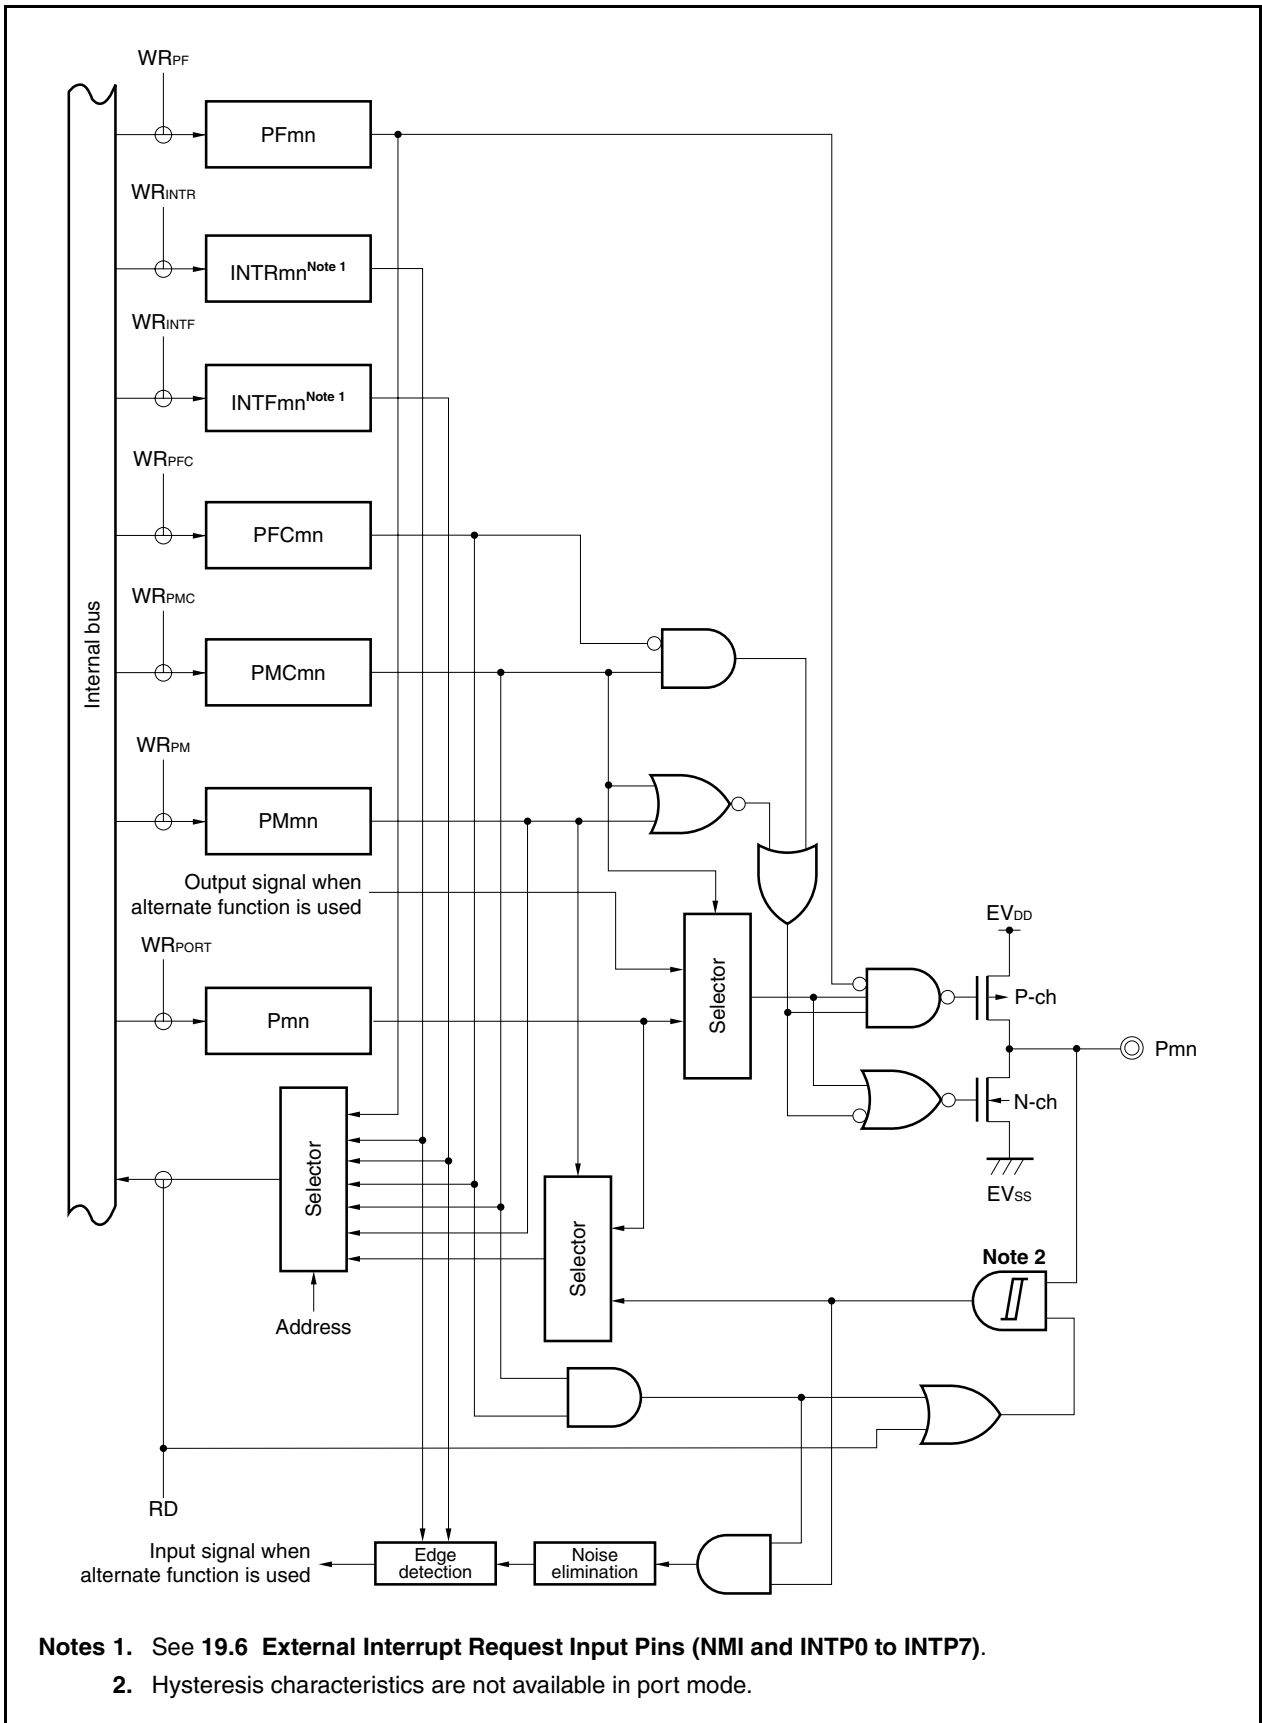 WRPF
PFmn
WRINTR
INTRmnNote 1
WRINTF
INTFmnNote 1
WRPFC
PFCmn
WRPMC
Internal bus
PMCmn
WRPM
PMmn
Output signal when
alternate function is used
WRPORT
Pmn
Selector
EVDD
P-ch
Pmn
N-ch
EVSS
Selector
Selector
Note 2
Address
RD
Input signal when
alternate function is used
Edge
detection
Noise
elimination
Notes 1. See 19.6 External Interrupt Request Input Pins (NMI and INTP0 to INTP7).
2. Hysteresis characteristics are not available in port mode.